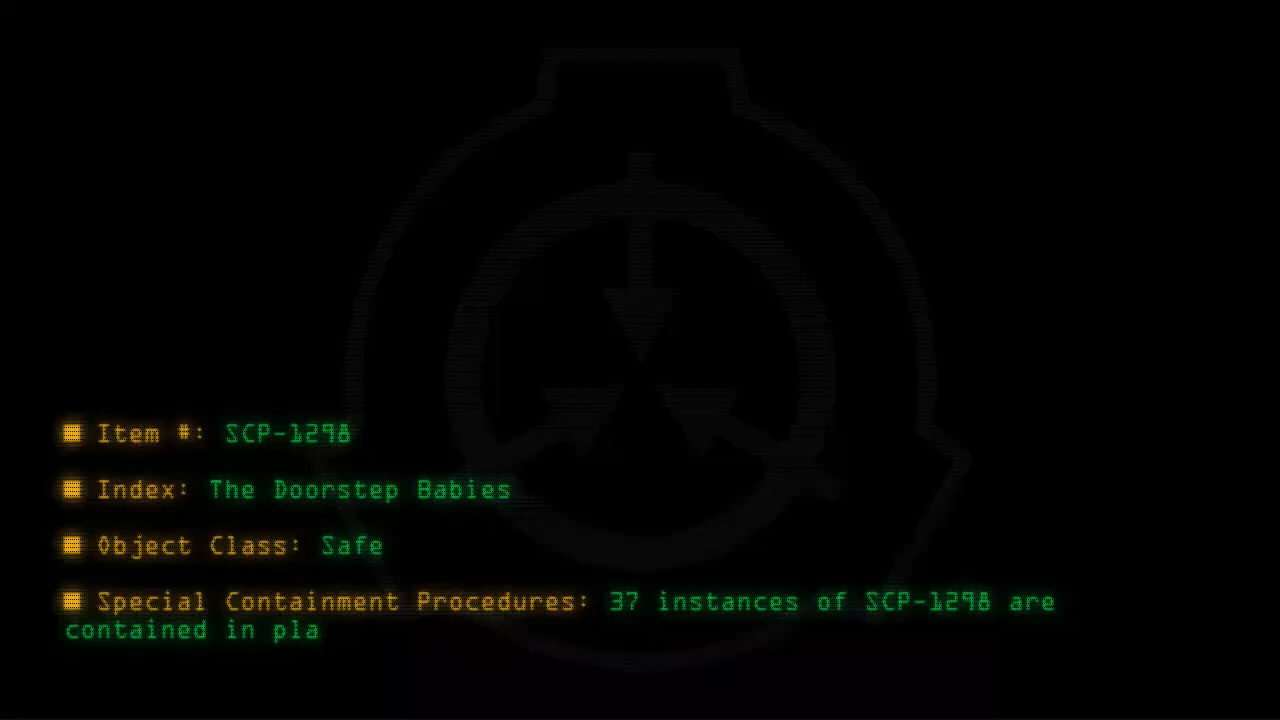 Item #: SCP-1298
Index: The Doorstep Babies
Object Class: Safe
Special Containment Procedures: 37 instances of SCP-1298 are
contained in pla